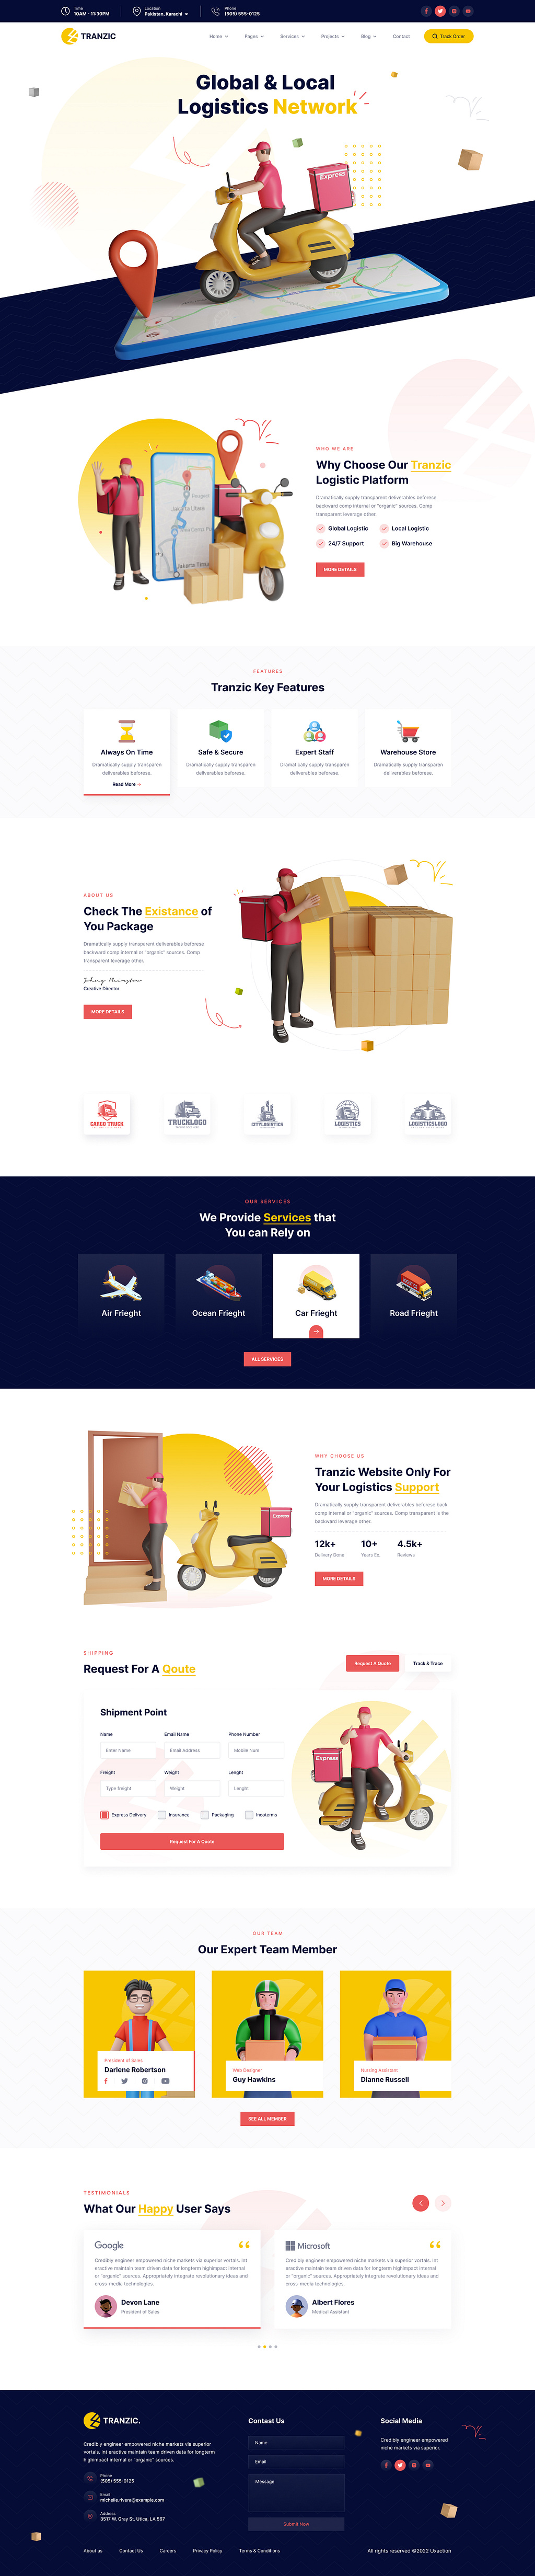 Time
10AM - 11:30PM
Location
Pakistan, Karachi
Phone
(505) 555-0125
TRANZIC
Home
Pages
Services
Projects
Blog
Contact
Track Order
Global & Local
Logistics Network
Express
WHO WE ARE
Why Choose Our Tranzic
Logistic Platform
Dramatically supply transparent deliverables beforese
backward comp internal or "organic" sources. Comp
transparent leverage other.
Global Logistic
Local Logistic
24/7 Support
Big Warehouse
MORE DETAILS
Jakarta Utara
Jakarta Timur
FEATURES
Tranzic Key Features
Always On Time
Dramatically supply transparen
deliverables beforese.
Read More
Safe & Secure
Dramatically supply transparen
deliverables beforese.
Expert Staff
Dramatically supply transparen
deliverables beforese.
Warehouse Store
Dramatically supply transparen
deliverables beforese.
ABOUT US
Check The Existance of
You Package
Dramatically supply transparent deliverables beforese
backward comp internal or "organic" sources. Comp
transparent leverage other.
Creative Director
MORE DETAILS
CARGO TRUCK
TRUCKLOGO
CITYLOGISTICS
LOGISTICS
LOGISTICSLOGO
OUR SERVICES
We Provide Services that
You can Rely on
Air Frieght
Ocean Frieght
Car Frieght
Road Frieght
ALL SERVICES
Express
WHY CHOOSE US
Tranzic Website Only For
Your Logistics Support
Dramatically supply transparent deliverables beforese back
comp internal or "organic" sources. Comp transparent is the
backward leverage other.
12k+
Delivery Done
10+
Years Ex.
4.5k+
Reviews
MORE DETAILS
SHIPPING
Request For A Qoute
Request A Quote
Track & Trace
Shipment Point
Name
Email Name
Phone Number
Enter Name
Email Address
Mobile Num
Freight
Weight
Lenght
Type freight
Weight
Lenght
Express Delivery
Insurance
Packaging
Incoterms
Request For A Quote
Express
OUR TEAM
Our Expert Team Member
President of Sales
Darlene Robertson
Web Designer
Guy Hawkins
Nursing Assistant
Dianne Russell
SEE ALL MEMBER
TESTIMONIALS
What Our Happy User Says
Google
Credibly engineer empowered niche markets via superior vortals. Int
eractive maintain team driven data for longterm highimpact internal
or "organic" sources. Appropriately integrate revolutionary ideas and
cross-media technologies.
Devon Lane
President of Sales
Microsoft
Credibly engineer empowered niche markets via superior vortals. Int
eractive maintain team driven data for longterm highimpact internal
or "organic" sources. Appropriately integrate revolutionary ideas and
cross-media technologies.
Albert Flores
Medical Assistant
TRANZIC.
Credibly engineer empowered niche markets via superior
vortals. Int eractive maintain team driven data for longterm
highimpact internal or "organic" sources.
Phone
(505) 555-0125
Email
michelle.rivera@example.com
Address
3517 W. Gray St. Utica, LA 567
Contast Us
Name
Email
Message
Submit Now
Social Media
Credibly engineer empowered
niche markets via superior.
About us
Contact Us
Careers
Privacy Policy
Terms & Conditions
All rights reserved ©2022 Uxaction